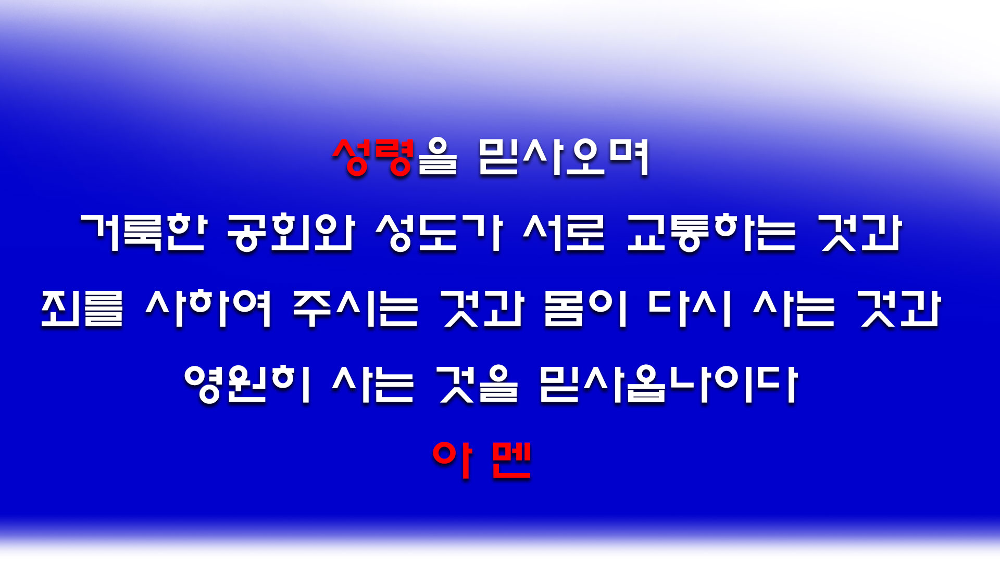 성령을 믿사오며
거룩한 공회와 성도가 서로 교통하는 것과
죄를 사하여 주시는 것과 몸이 다시 사는 것과
영원히 사는 것을 믿사옵나이다
아 멘